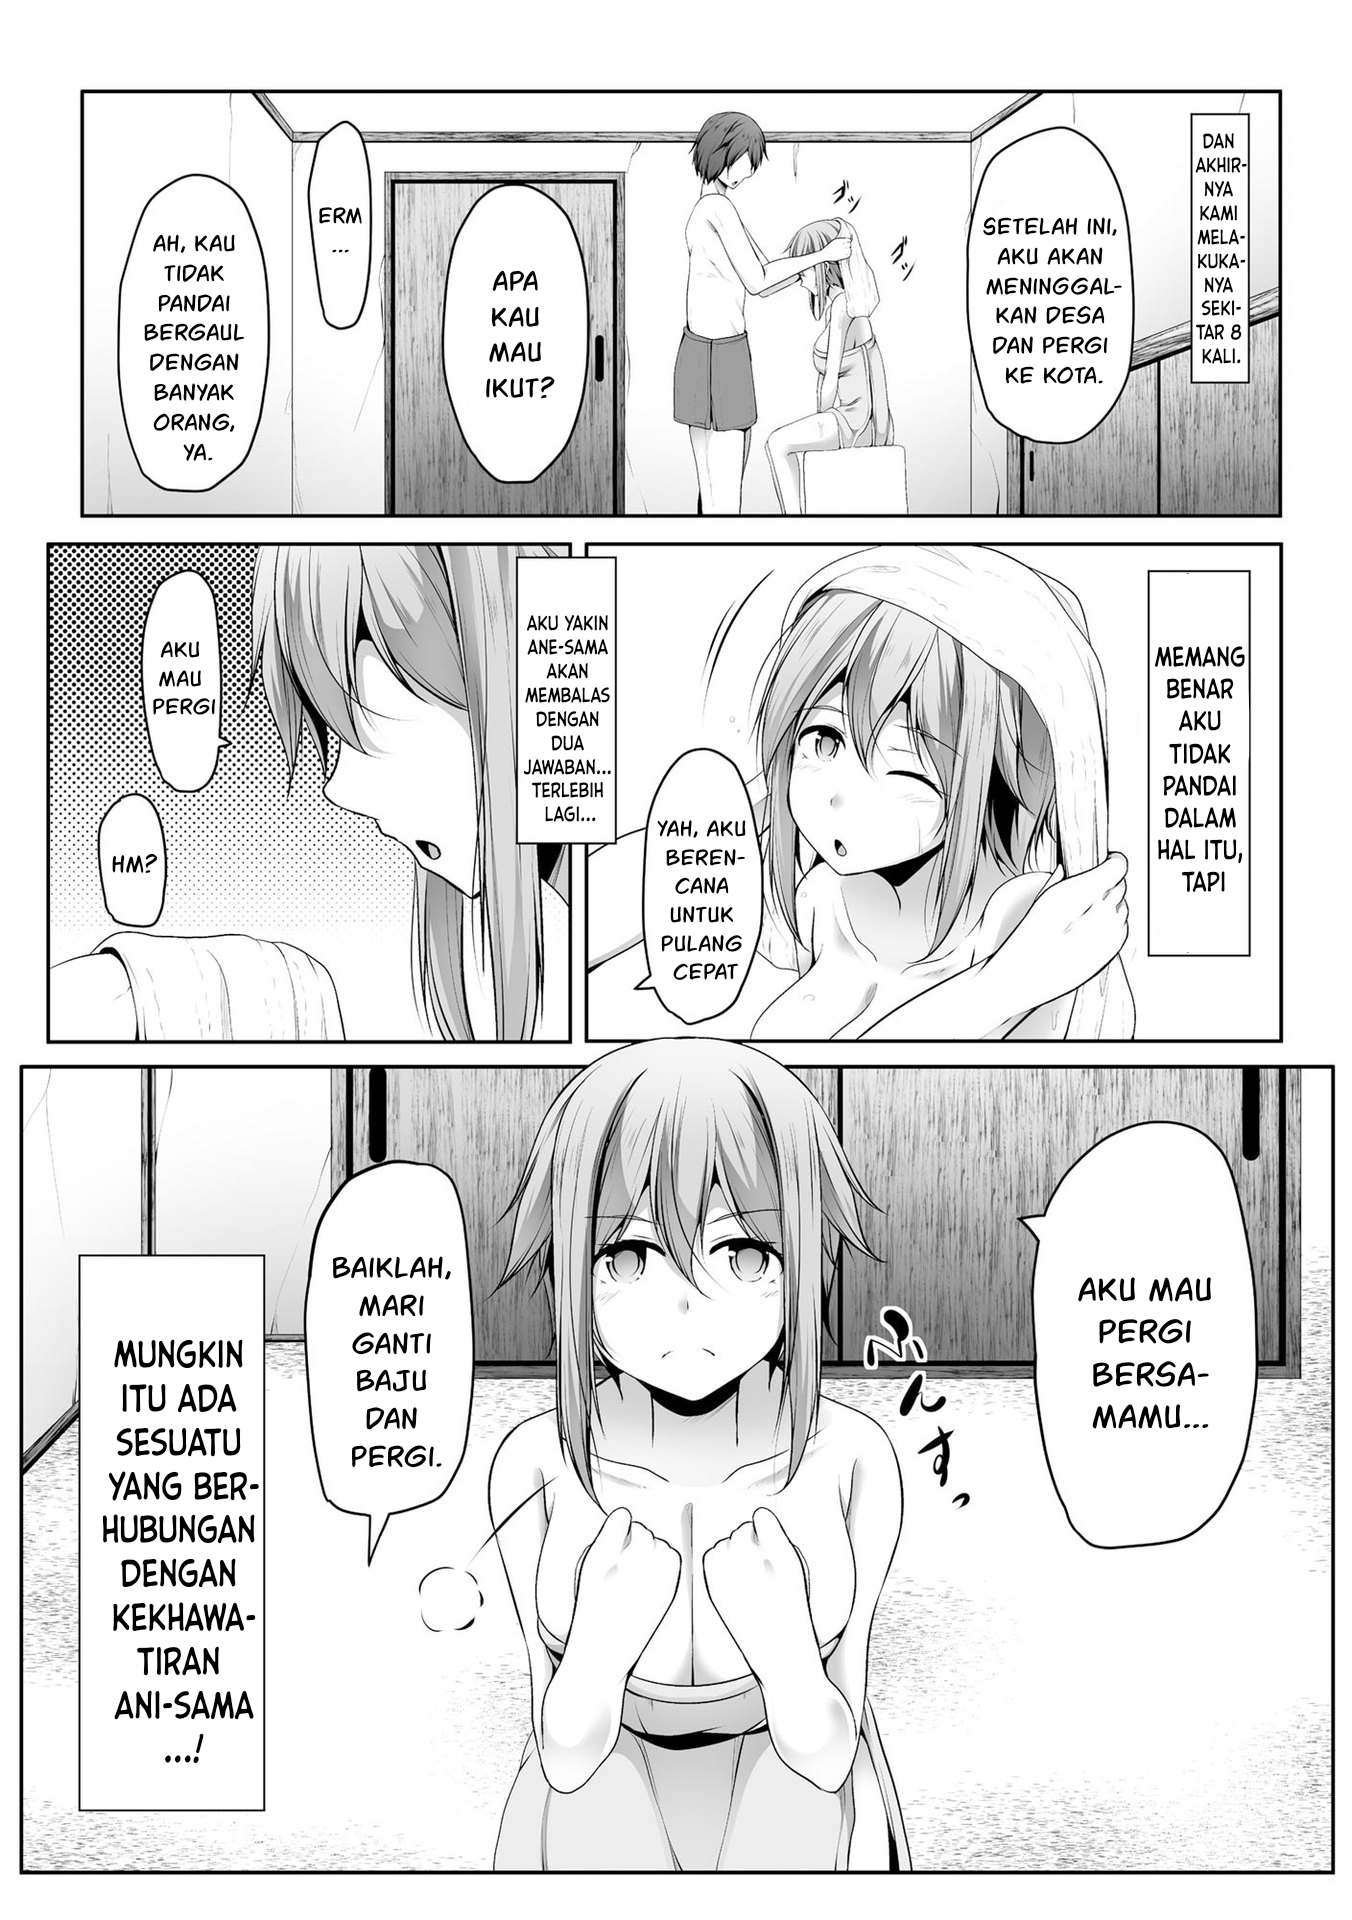 DAN
AKHIR-
NYA
KAMI
MELA-
KUKA-
NYA
SEKI-
TAR 8
KALI.
SETELAH INI,
AKU AKAN
MENINGGAL-
KAN DESA
DAN PERGI
KE KOTA.
APA
KAU
MAU
IKUT?
ERM
...
AH, KAU
TIDAK
PANDAI
BERGAUL
DENGAN
BANYAK
ORANG,
YA.
MEMANG
BENAR
AKU
TIDAK
PANDAI
DALAM
HAL ITU,
TAPI
YAH, AKU
BEREN-
CANA
UNTUK
PULANG
CEPAT
AKU YAKIN
ANE-SAMA
AKAN
MEMBALAS
DENGAN
DUA
JAWABAN...
TERLEBIH
LAGI...
AKU
MAU
PERGI
HM?
AKU MAU
PERGI
BERSA-
MAMU...
ふんすっ
BAIKLAH,
MARI
GANTI
BAJU
DAN
PERGI.
MUNGKIN
ITU ADA
SESUATU
YANG BER-
HUBUNGAN
DENGAN
KEKHAWA-
TIRAN
ANI-SAMA
...!